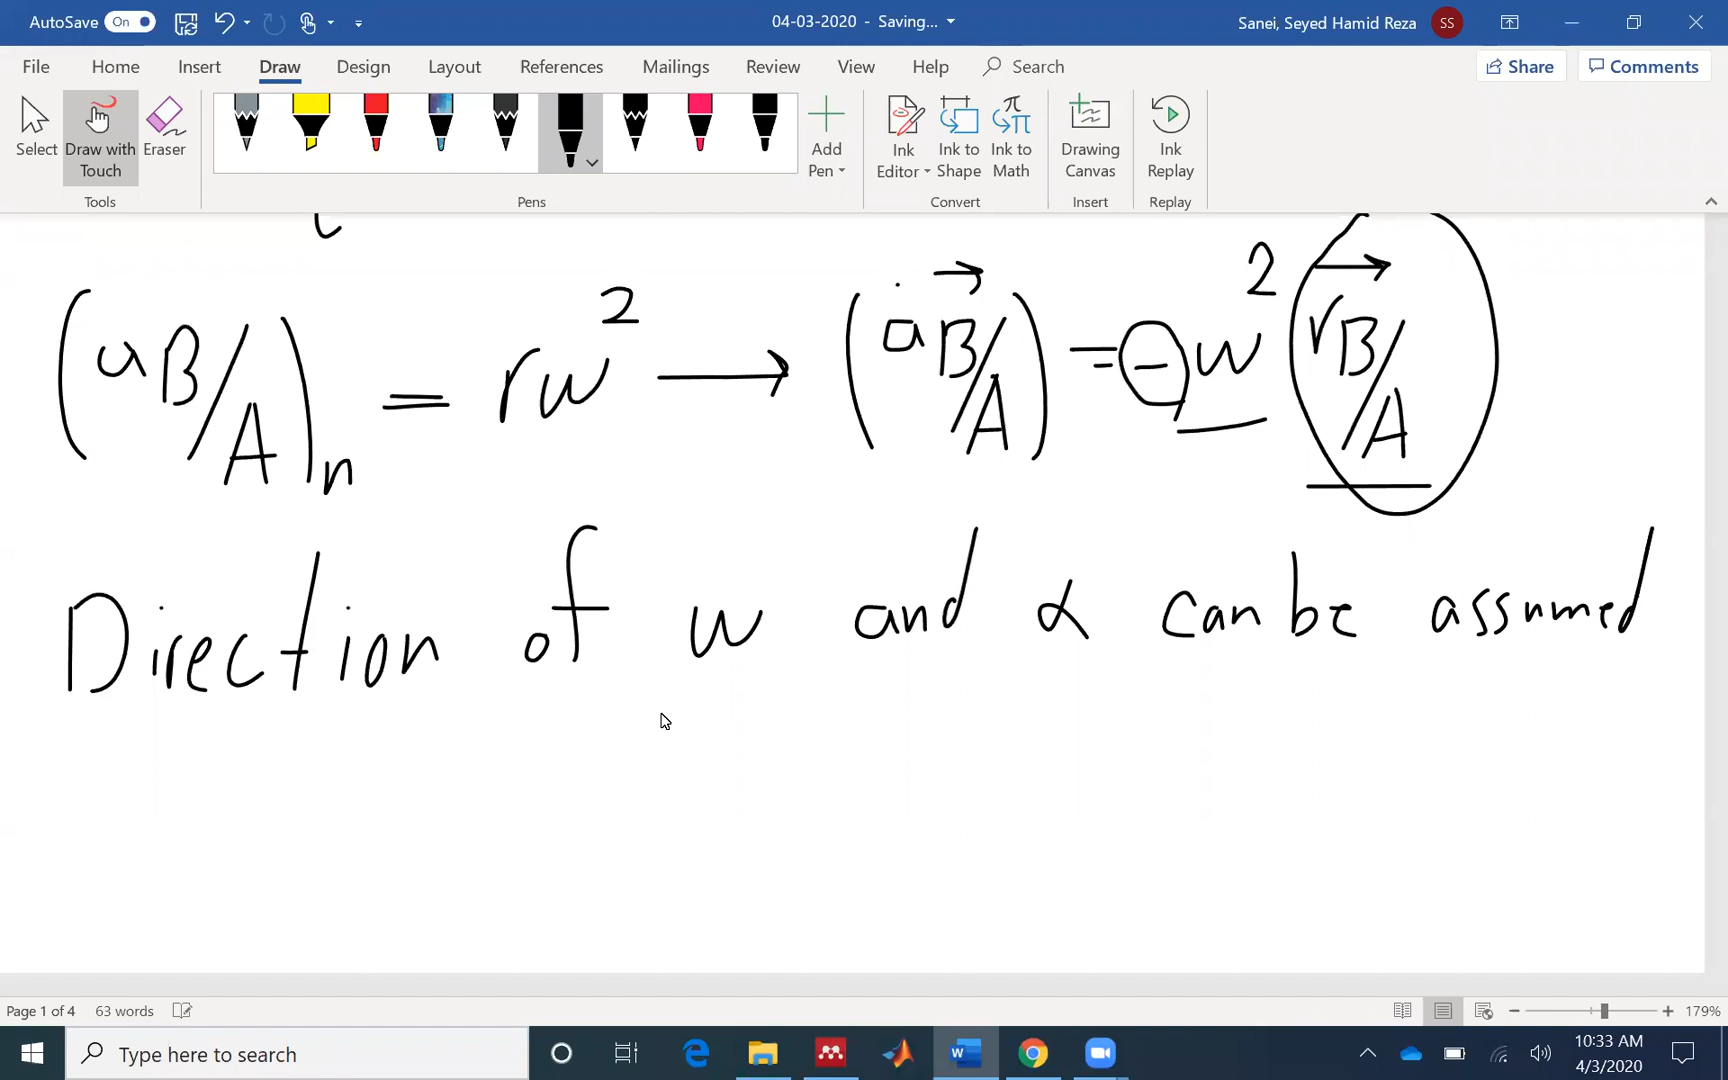 AutoSave On 04-03-2020 - Saving... Sanei, Seyed Hamid Reza SS
File Home Insert Draw Design Layout References Mailings Review View Help Search Share Comments
Select Draw with Touch Eraser Add Pen Ink Editor Ink to Shape Ink to Math Drawing Canvas Ink Replay
Tools Pens Convert Insert Replay
t
(aB/A)n = rw² → (a⃗B/A) = -w² r⃗B/A
Direction of w and α can be assumed
Page 1 of 4 63 words 179%
Type here to search 10:33 AM
4/3/2020